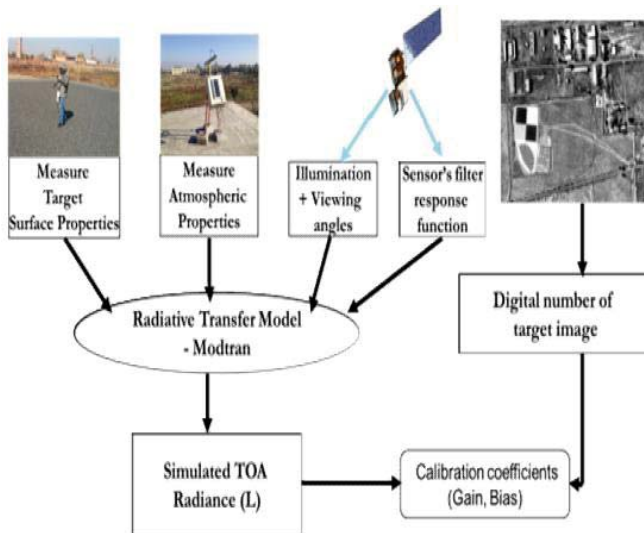 Measure
Target
Surface Properties
Measure
Atmospheric
Properties
Illumination
+ Viewing
angles
Sensor's filter
response
function
Radiative Transfer Model
- Modtran
Digital number of
target image
Simulated TOA
Radiance (L)
Calibration coefficients
(Gain, Bias)